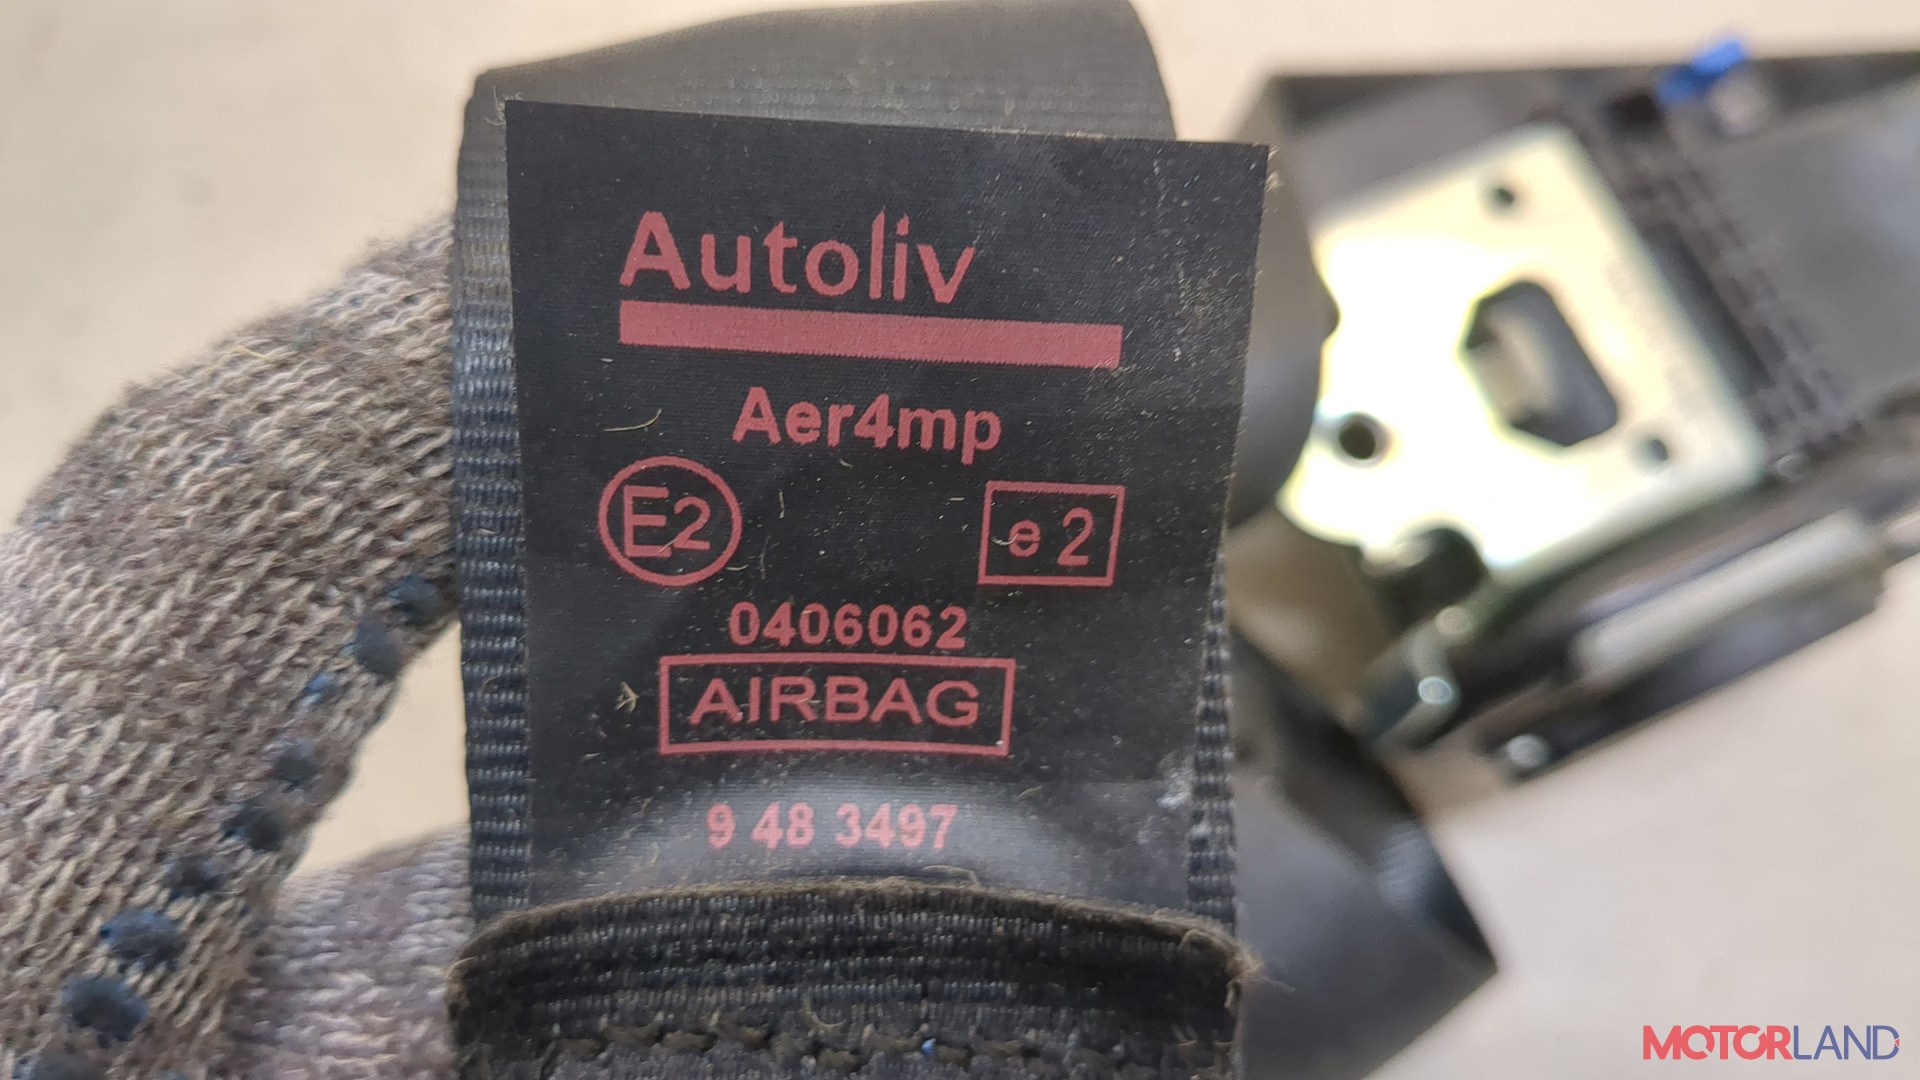 Autoliv
Aer4mp
E2
e 2
0406062
AIRBAG
9 48 3497
MOTORLAND